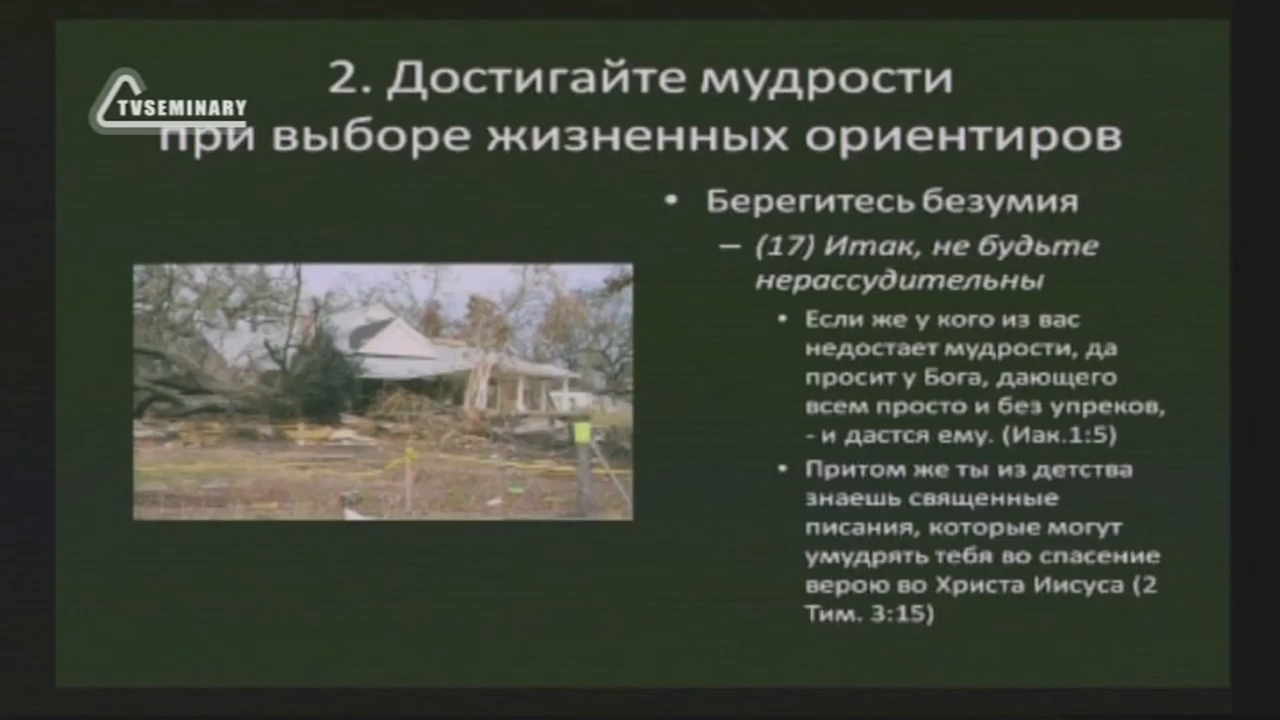 2. Достигайте мудрости
TVSEMINARY
при выборе жизненных ориентиров
• Берегитесь безумия
– (17) Итак, не будьте
нерассудительны
• Если же у кого из вас
недостает мудрости, да
просит у Бога, дающего
всем просто и без упреков,
- и дастся ему. (Иак.1:5)
• Притом же ты из детства
знаешь священные
писания, которые могут
умудрять тебя во спасение
верою во Христа Иисуса (2
Тим. 3:15)